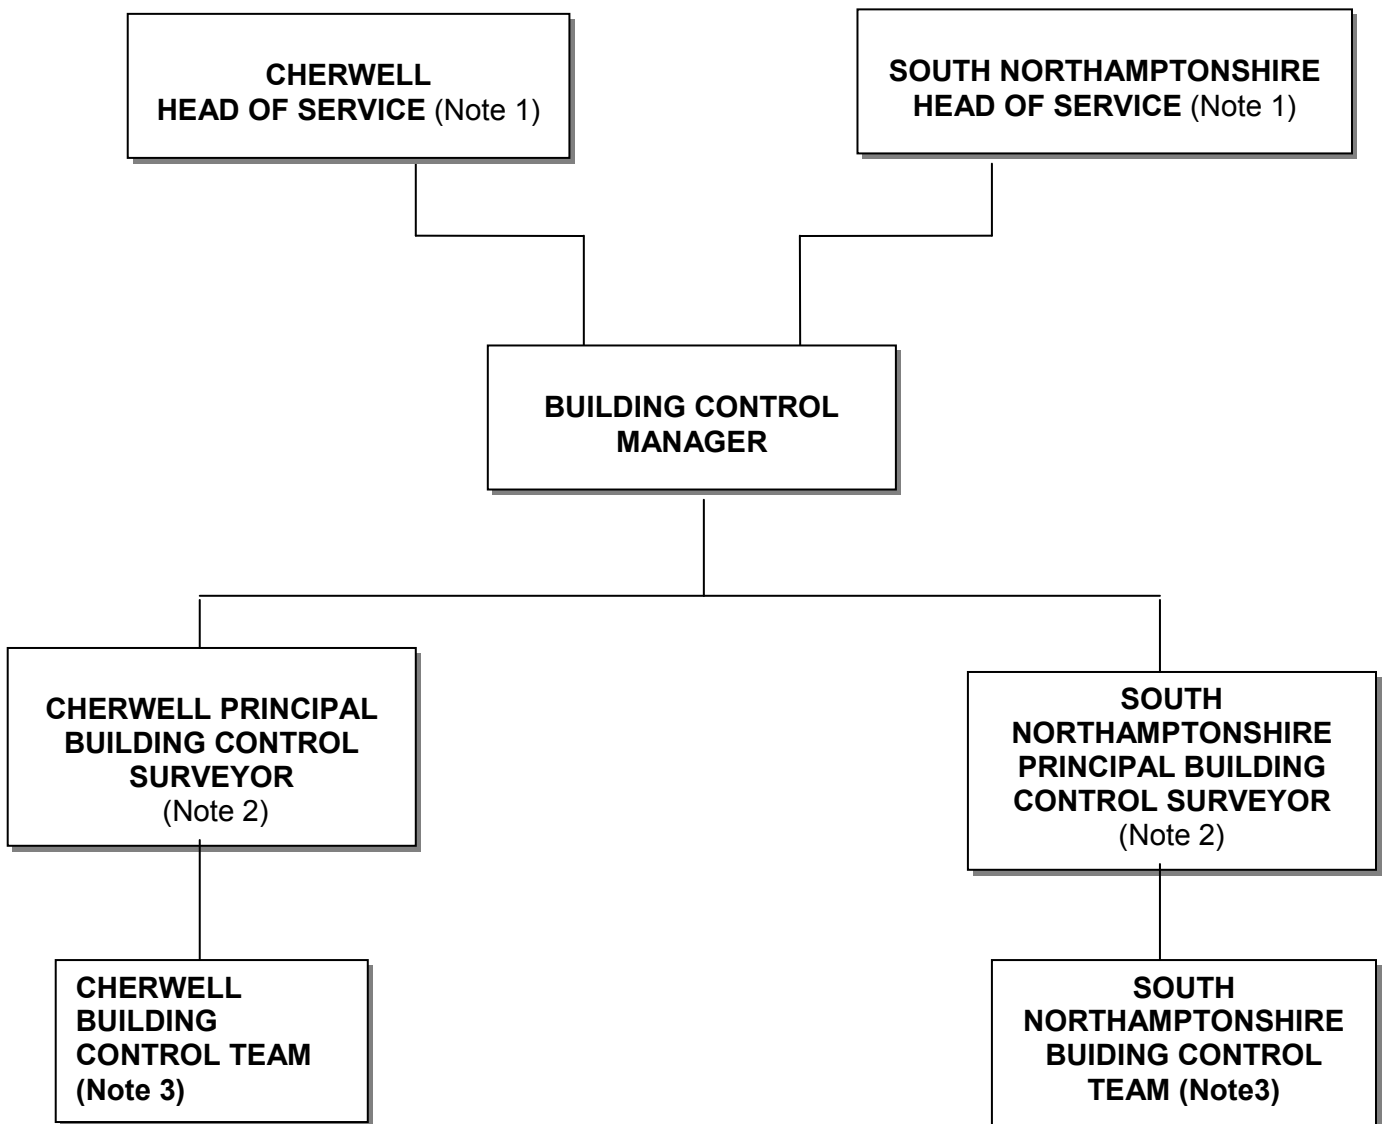 CHERWELL
HEAD OF SERVICE (Note 1)
SOUTH NORTHAMPTONSHIRE
HEAD OF SERVICE (Note 1)
BUILDING CONTROL
MANAGER
CHERWELL PRINCIPAL
BUILDING CONTROL
SURVEYOR
(Note 2)
SOUTH
NORTHAMPTONSHIRE
PRINCIPAL BUILDING
CONTROL SURVEYOR
(Note 2)
CHERWELL
BUILDING
CONTROL TEAM
(Note 3)
SOUTH
NORTHAMPTONSHIRE
BUIDING CONTROL
TEAM (Note3)